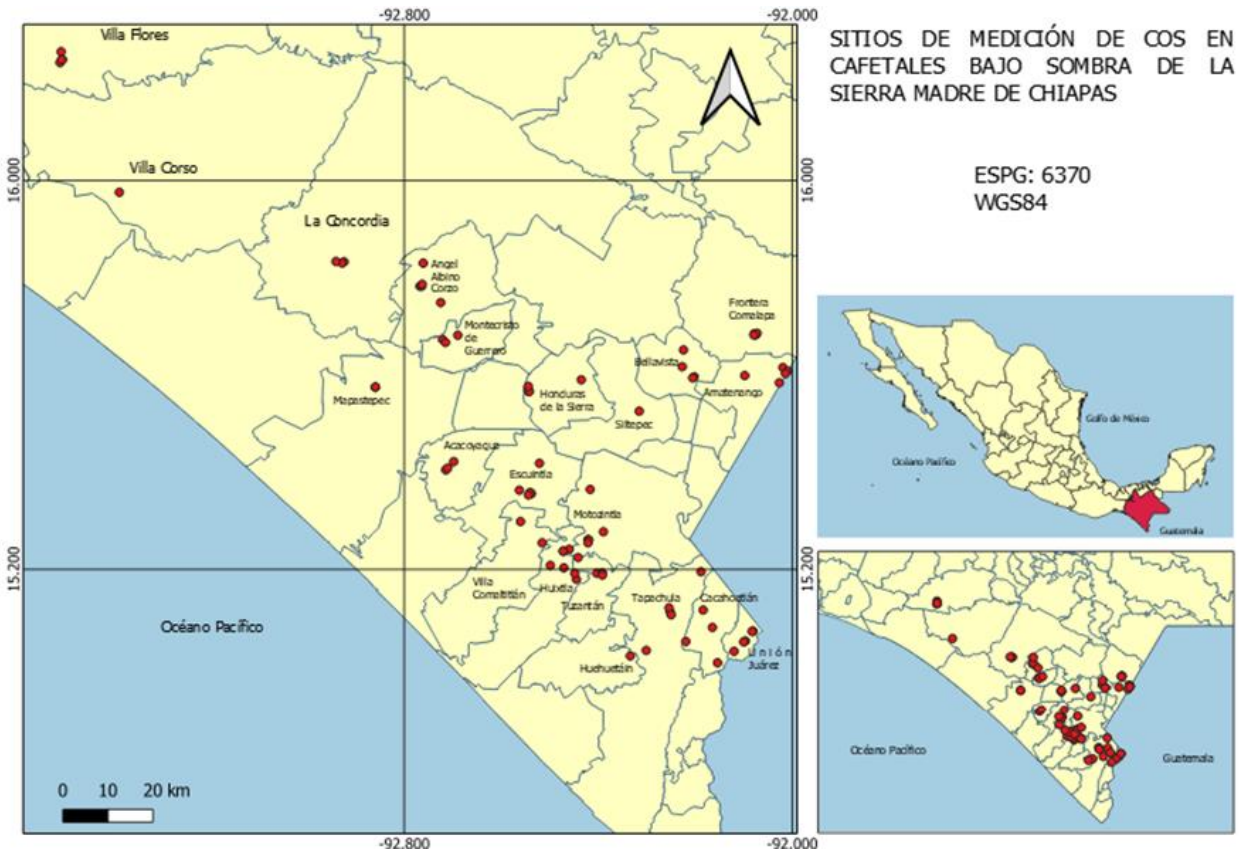 -92.800
-92.000
Villa Flores
16.000
16.000
Villa Corso
La Concordia
Angel
Albino
Corzo
Montecristo
de
Guerrero
Frontera
Comalapa
Bellavista
Amatenango
Mapastepec
Honduras
de la Sierra
Siltepec
Acacoyagua
Escuintla
Motozintla
15.200
15.200
Villa
Comaltitlán
Huixtla
Tuzantán
Tapachula
Cacahoatlán
Huehuetán
Unión
Juárez
Océano Pacífico
0 10 20 km
-92.800
-92.000
SITIOS DE MEDICIÓN DE COS EN
CAFETALES BAJO SOMBRA DE LA
SIERRA MADRE DE CHIAPAS
ESPG: 6370
WGS84
Golfo de México
Océano Pacífico
Guatemala
Océano Pacífico
Guatemala